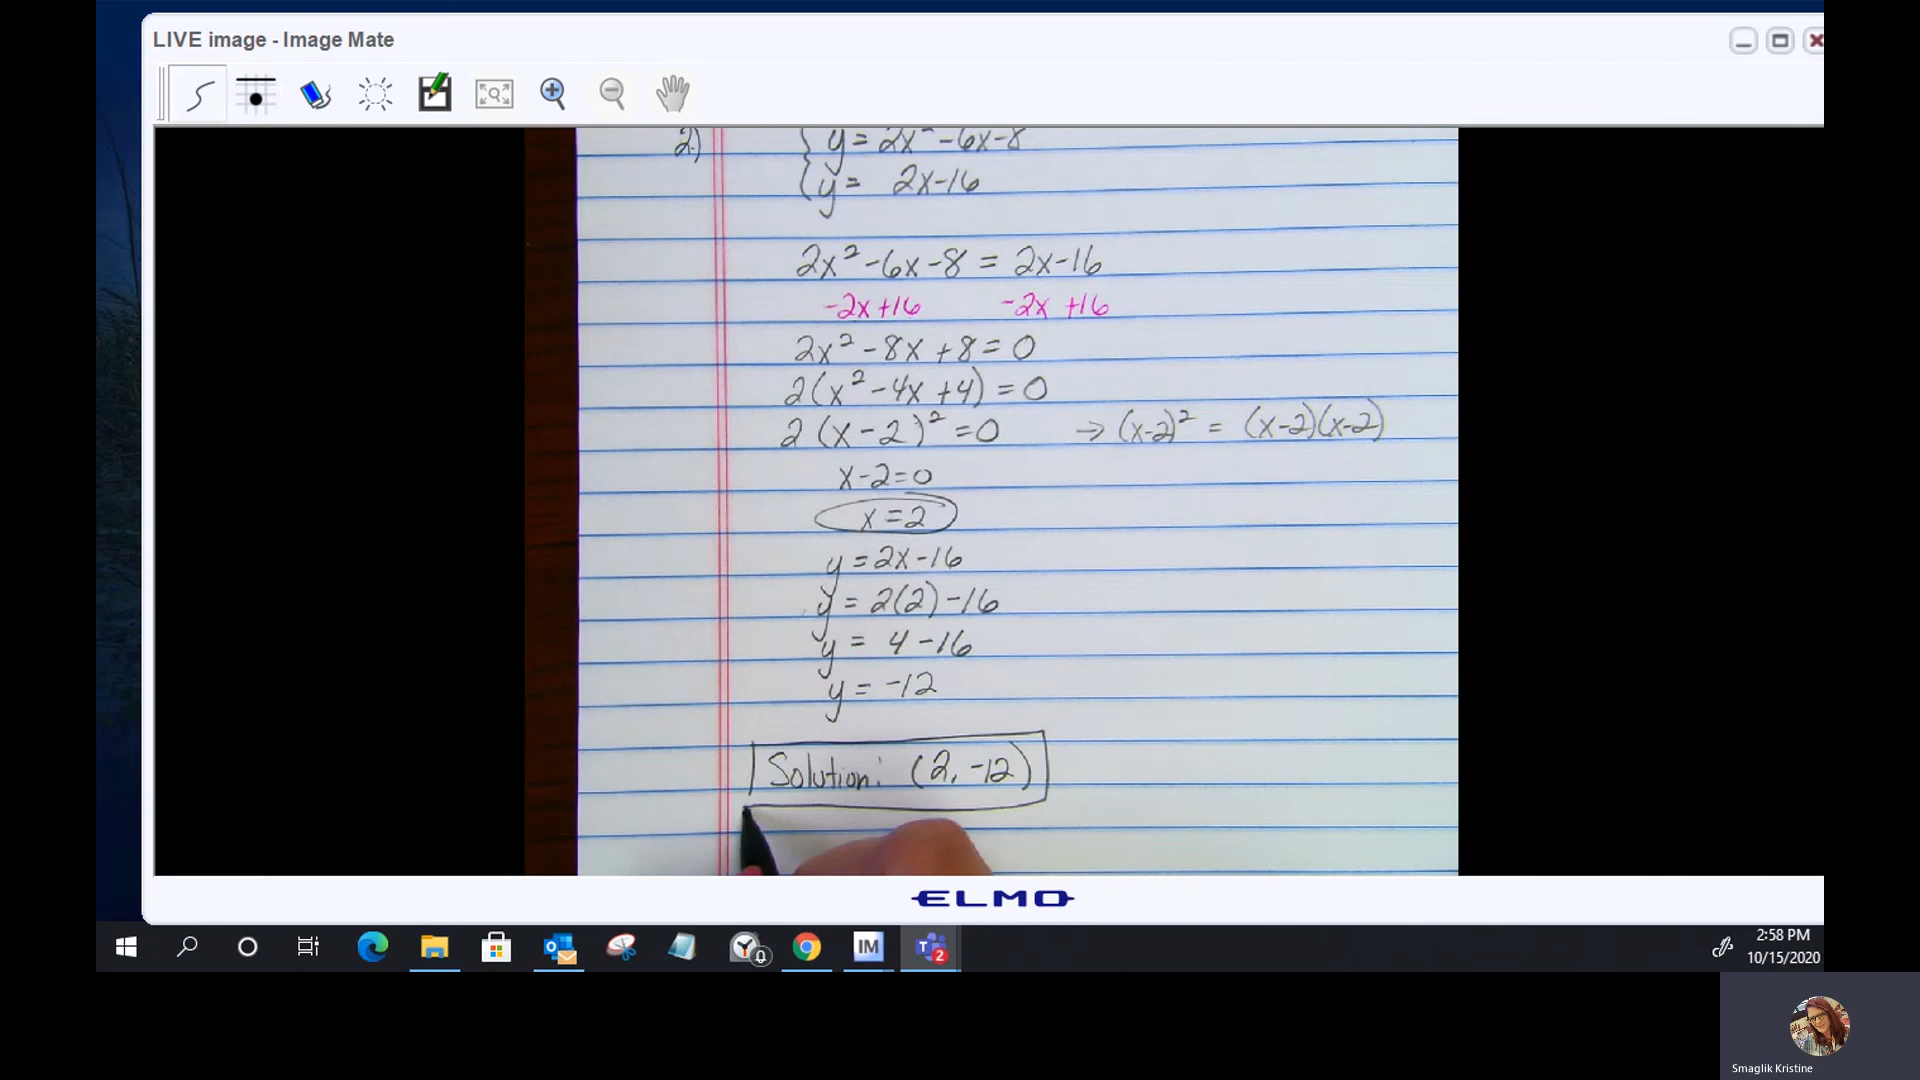 LIVE image - Image Mate
2.) { y = 2x² - 6x - 8
y = 2x - 16
2x² - 6x - 8 = 2x - 16
-2x + 16 -2x + 16
2x² - 8x + 8 = 0
2(x² - 4x + 4) = 0
2(x - 2)² = 0 → (x-2)² = (x-2)(x-2)
x - 2 = 0
x = 2
y = 2x - 16
y = 2(2) - 16
y = 4 - 16
y = -12
Solution: (2, -12)
ELMO
IM
2:58 PM
10/15/2020
Smaglik Kristine